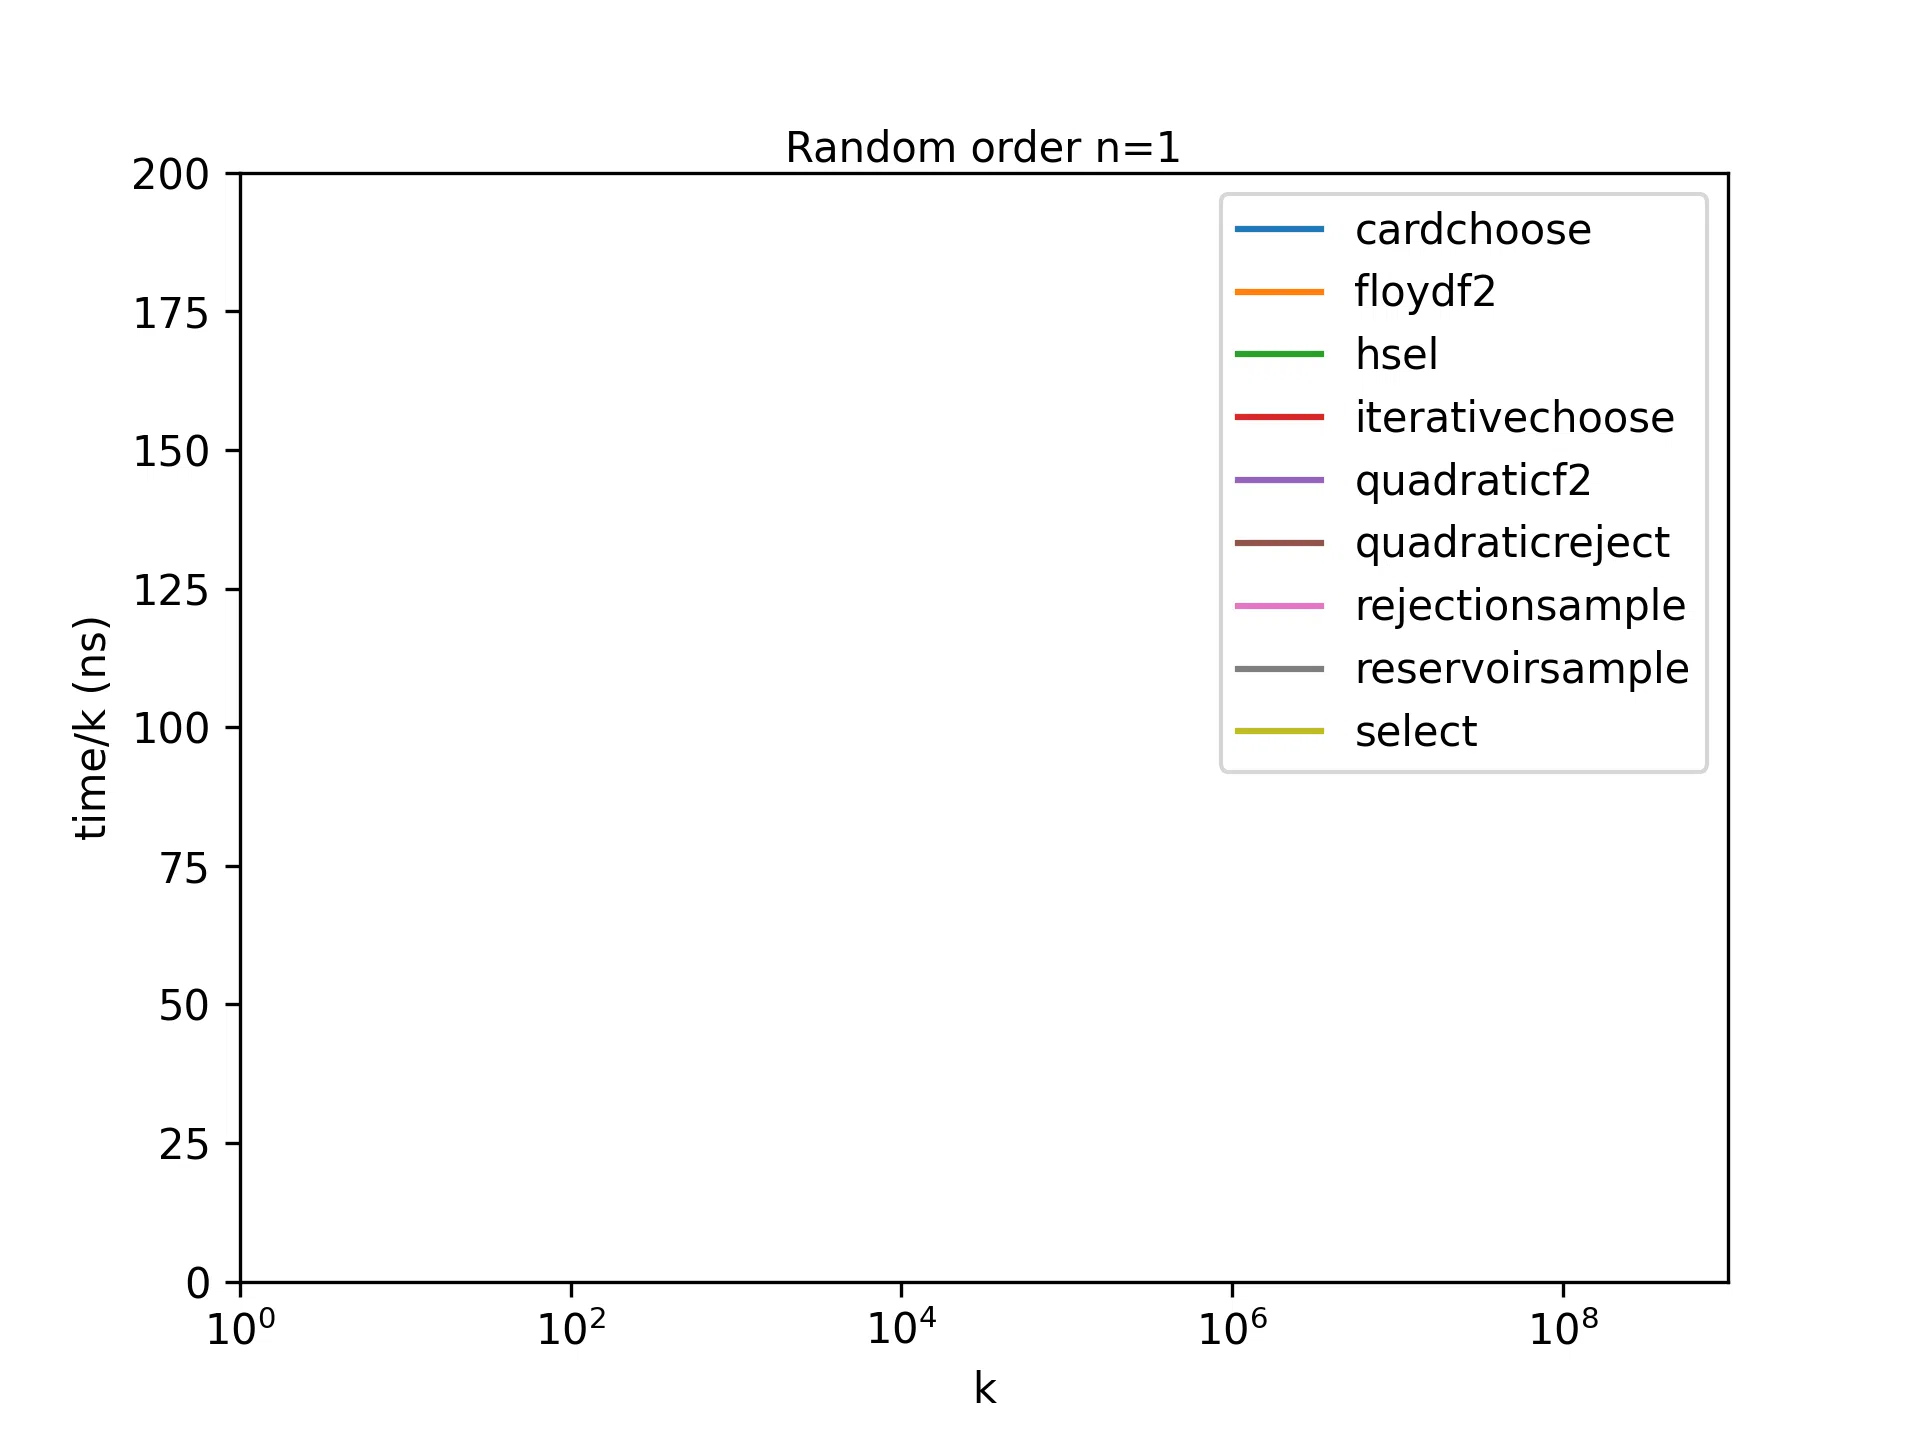 Random order n=1
200
175
150
125
100
75
50
25
0
time/k (ns)
cardchoose
floydf2
hsel
iterativechoose
quadraticf2
quadraticreject
rejectionsample
reservoirsample
select
10⁰ 10² 10⁴ 10⁶ 10⁸
k